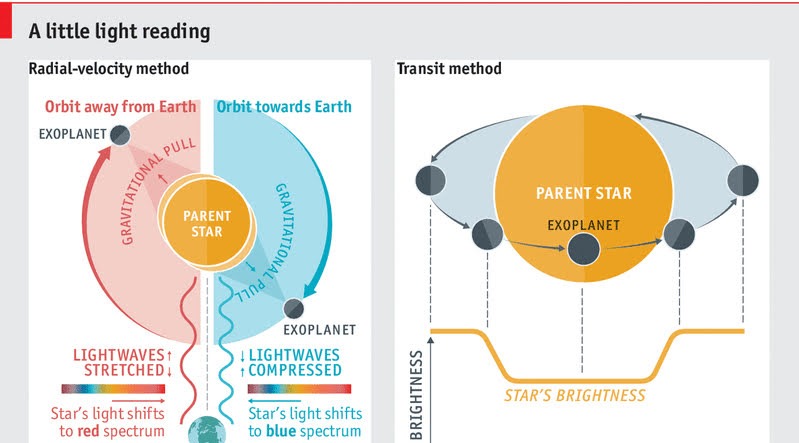 A little light reading
Radial-velocity method
Orbit away from Earth
Orbit towards Earth
EXOPLANET
GRAVITATIONAL PULL
PARENT
STAR
GRAVITATIONAL PULL
EXOPLANET
LIGHTWAVES↑
STRETCHED↓
↓LIGHTWAVES
↑COMPRESSED
Star's light shifts
to red spectrum
Star's light shifts
to blue spectrum
Transit method
PARENT STAR
EXOPLANET
STAR'S BRIGHTNESS
BRIGHTNESS